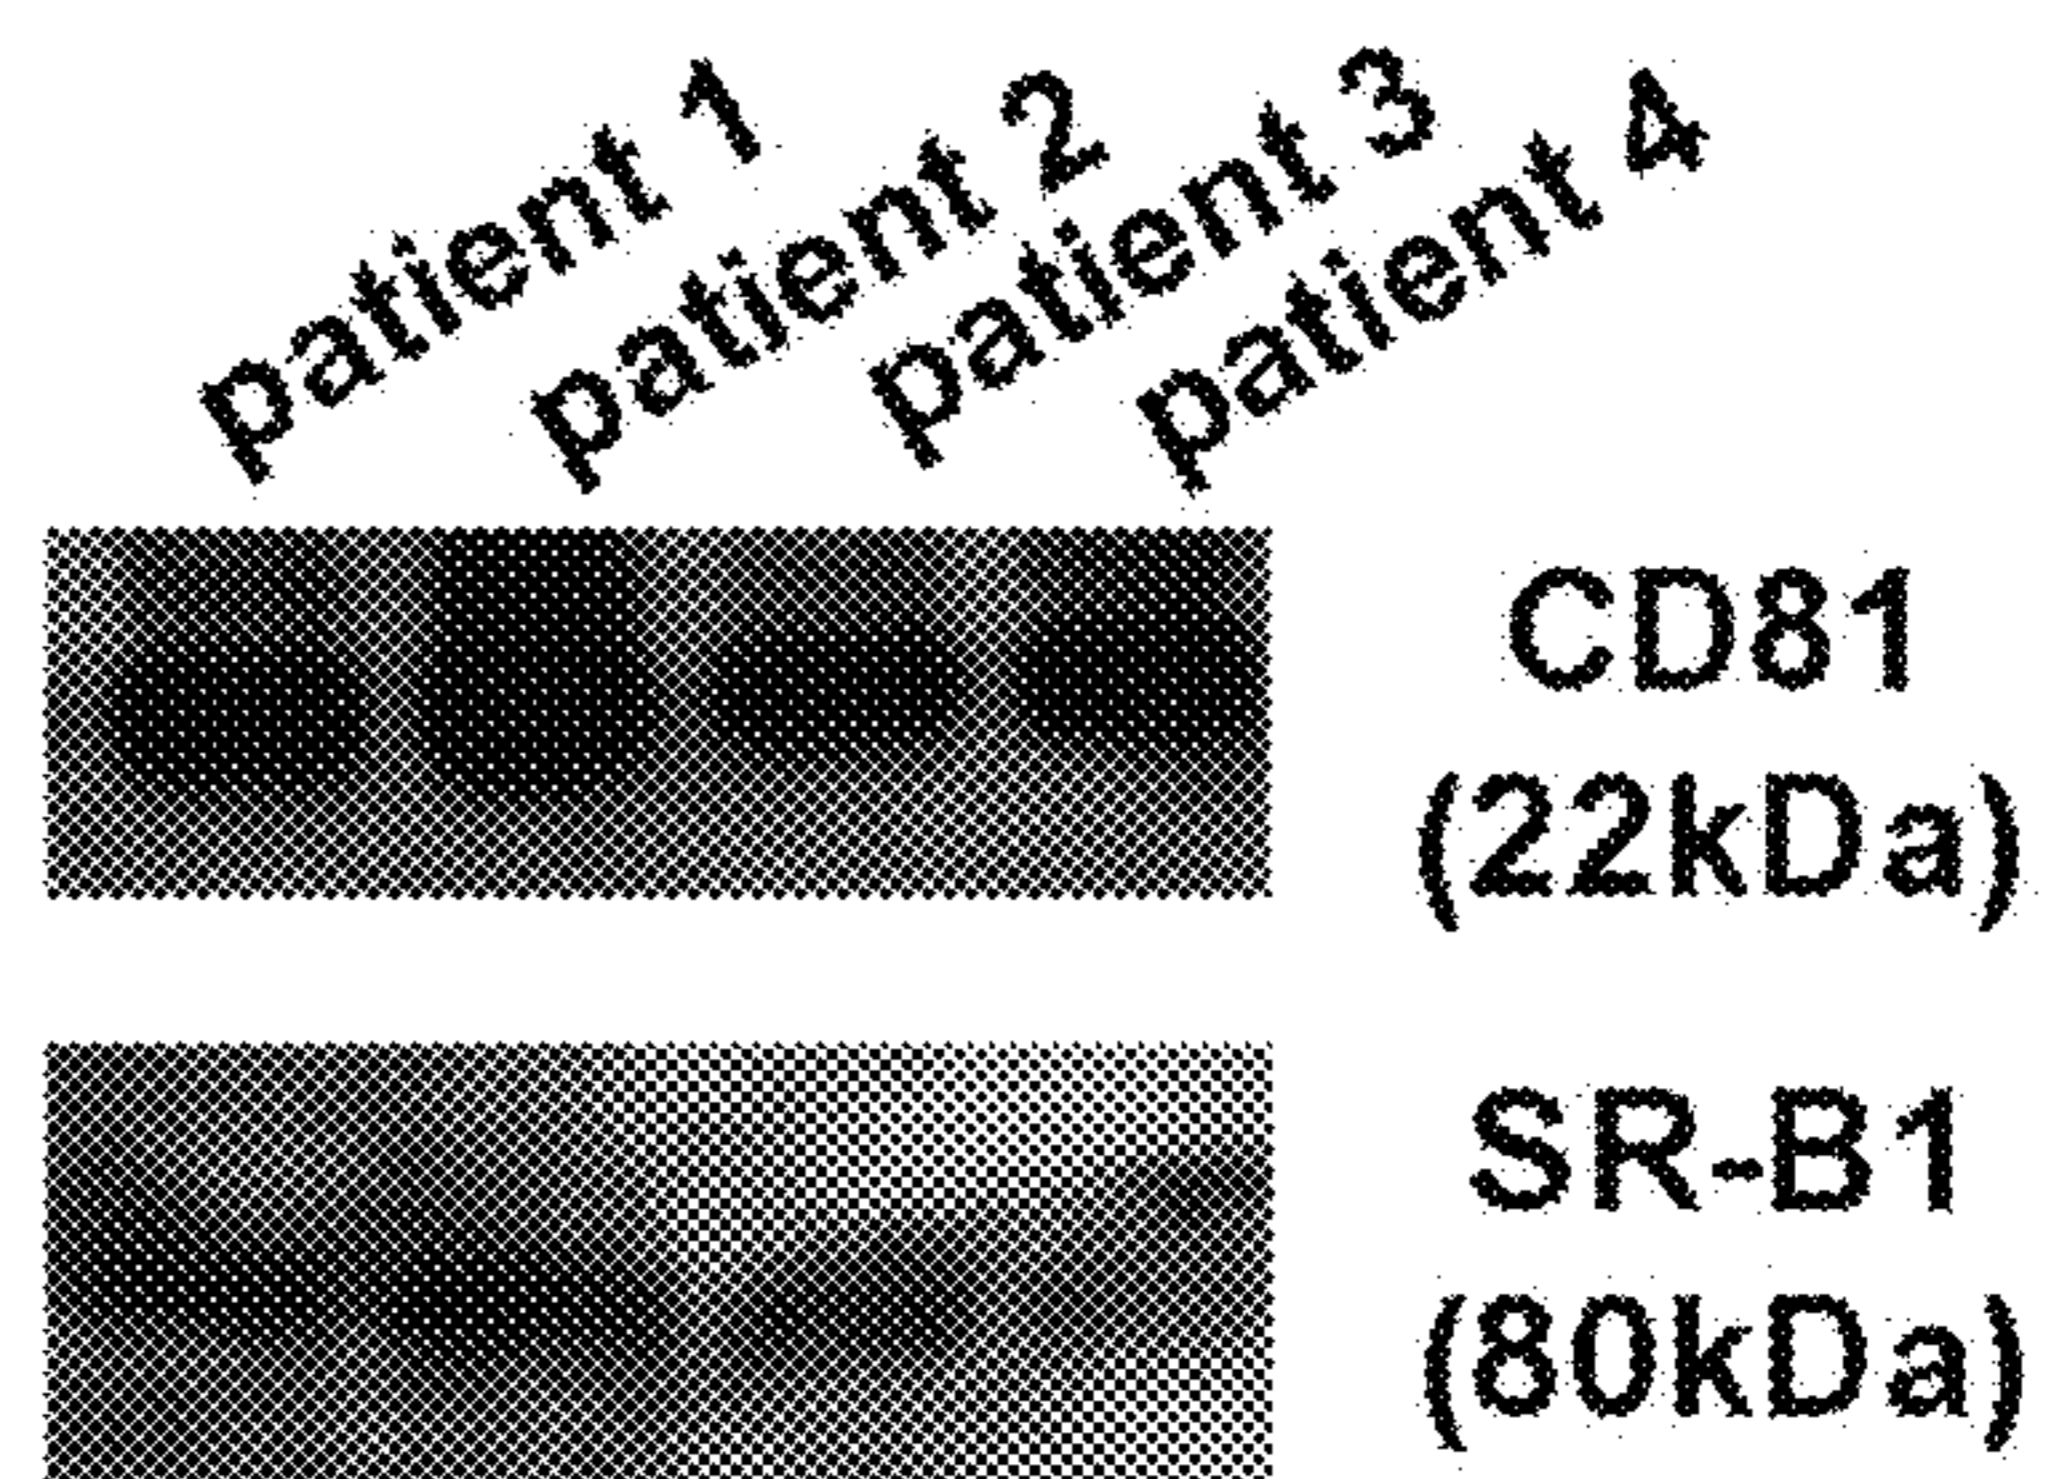 patient 1
patient 2
patient 3
patient 4
CD81
(22kDa)
SR-B1
(80kDa)